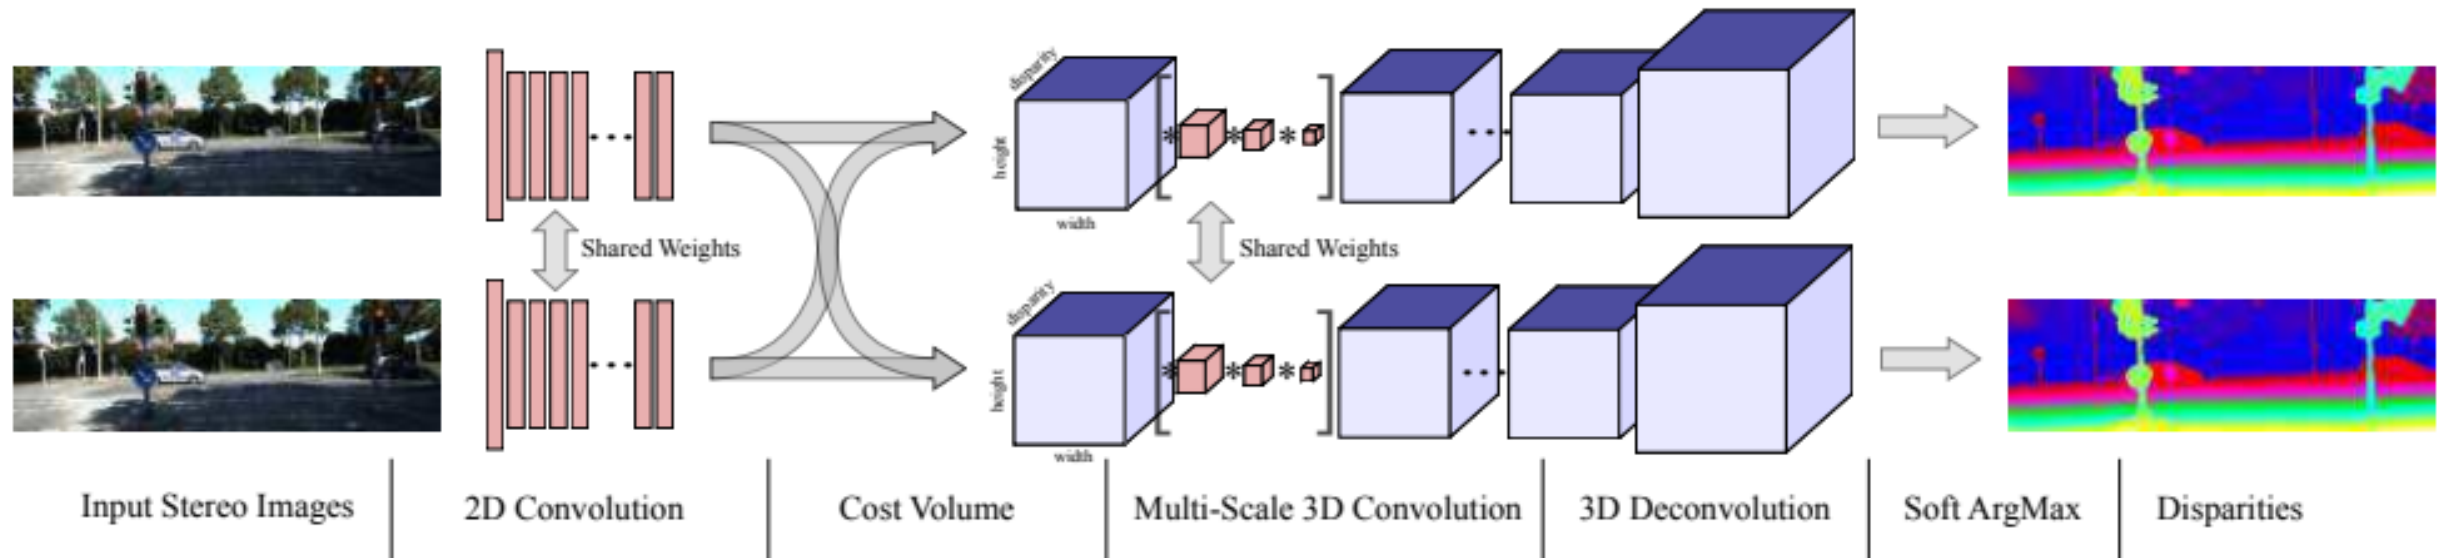 disparity
height
width
Shared Weights
Shared Weights
disparity
height
width
Input Stereo Images
2D Convolution
Cost Volume
Multi-Scale 3D Convolution
3D Deconvolution
Soft ArgMax
Disparities